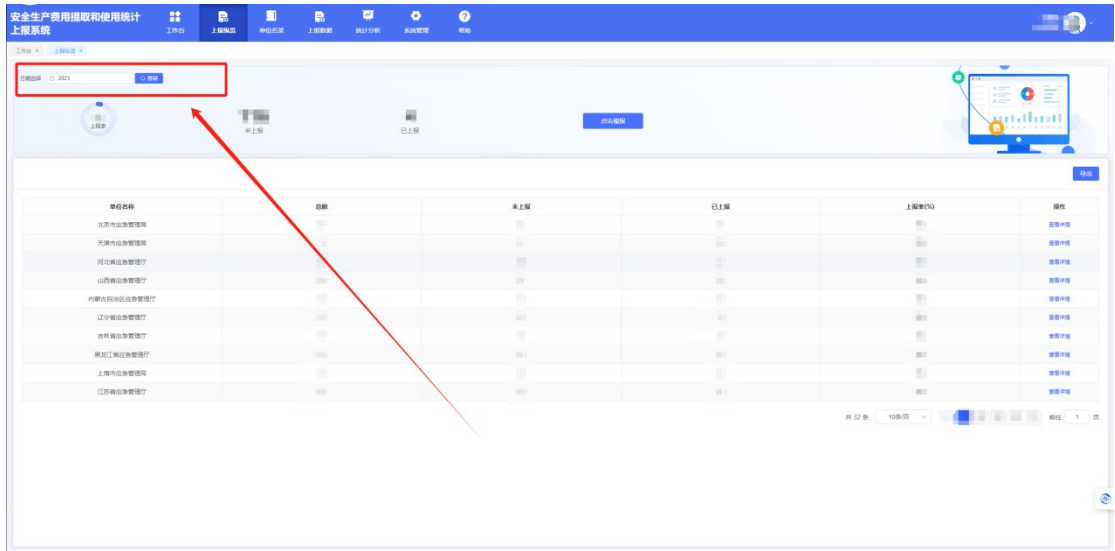 安全生产费用提取和使用统计
上报系统
工作台 上报纵览 单位名录 上报数据 统计分析 系统管理 帮助
工作台 × 上报纵览 ×
日期选择 2023 查询
上报率 未上报 已上报 点击催报
导出
单位名称 总数 未上报 已上报 上报率(%) 操作
北京市应急管理局 查看详情
天津市应急管理局 查看详情
河北省应急管理厅 查看详情
山西省应急管理厅 查看详情
内蒙古自治区应急管理厅 查看详情
辽宁省应急管理厅 查看详情
吉林省应急管理厅 查看详情
黑龙江省应急管理厅 查看详情
上海市应急管理局 查看详情
江苏省应急管理厅 查看详情
共 32 条 10条/页 前往 1 页